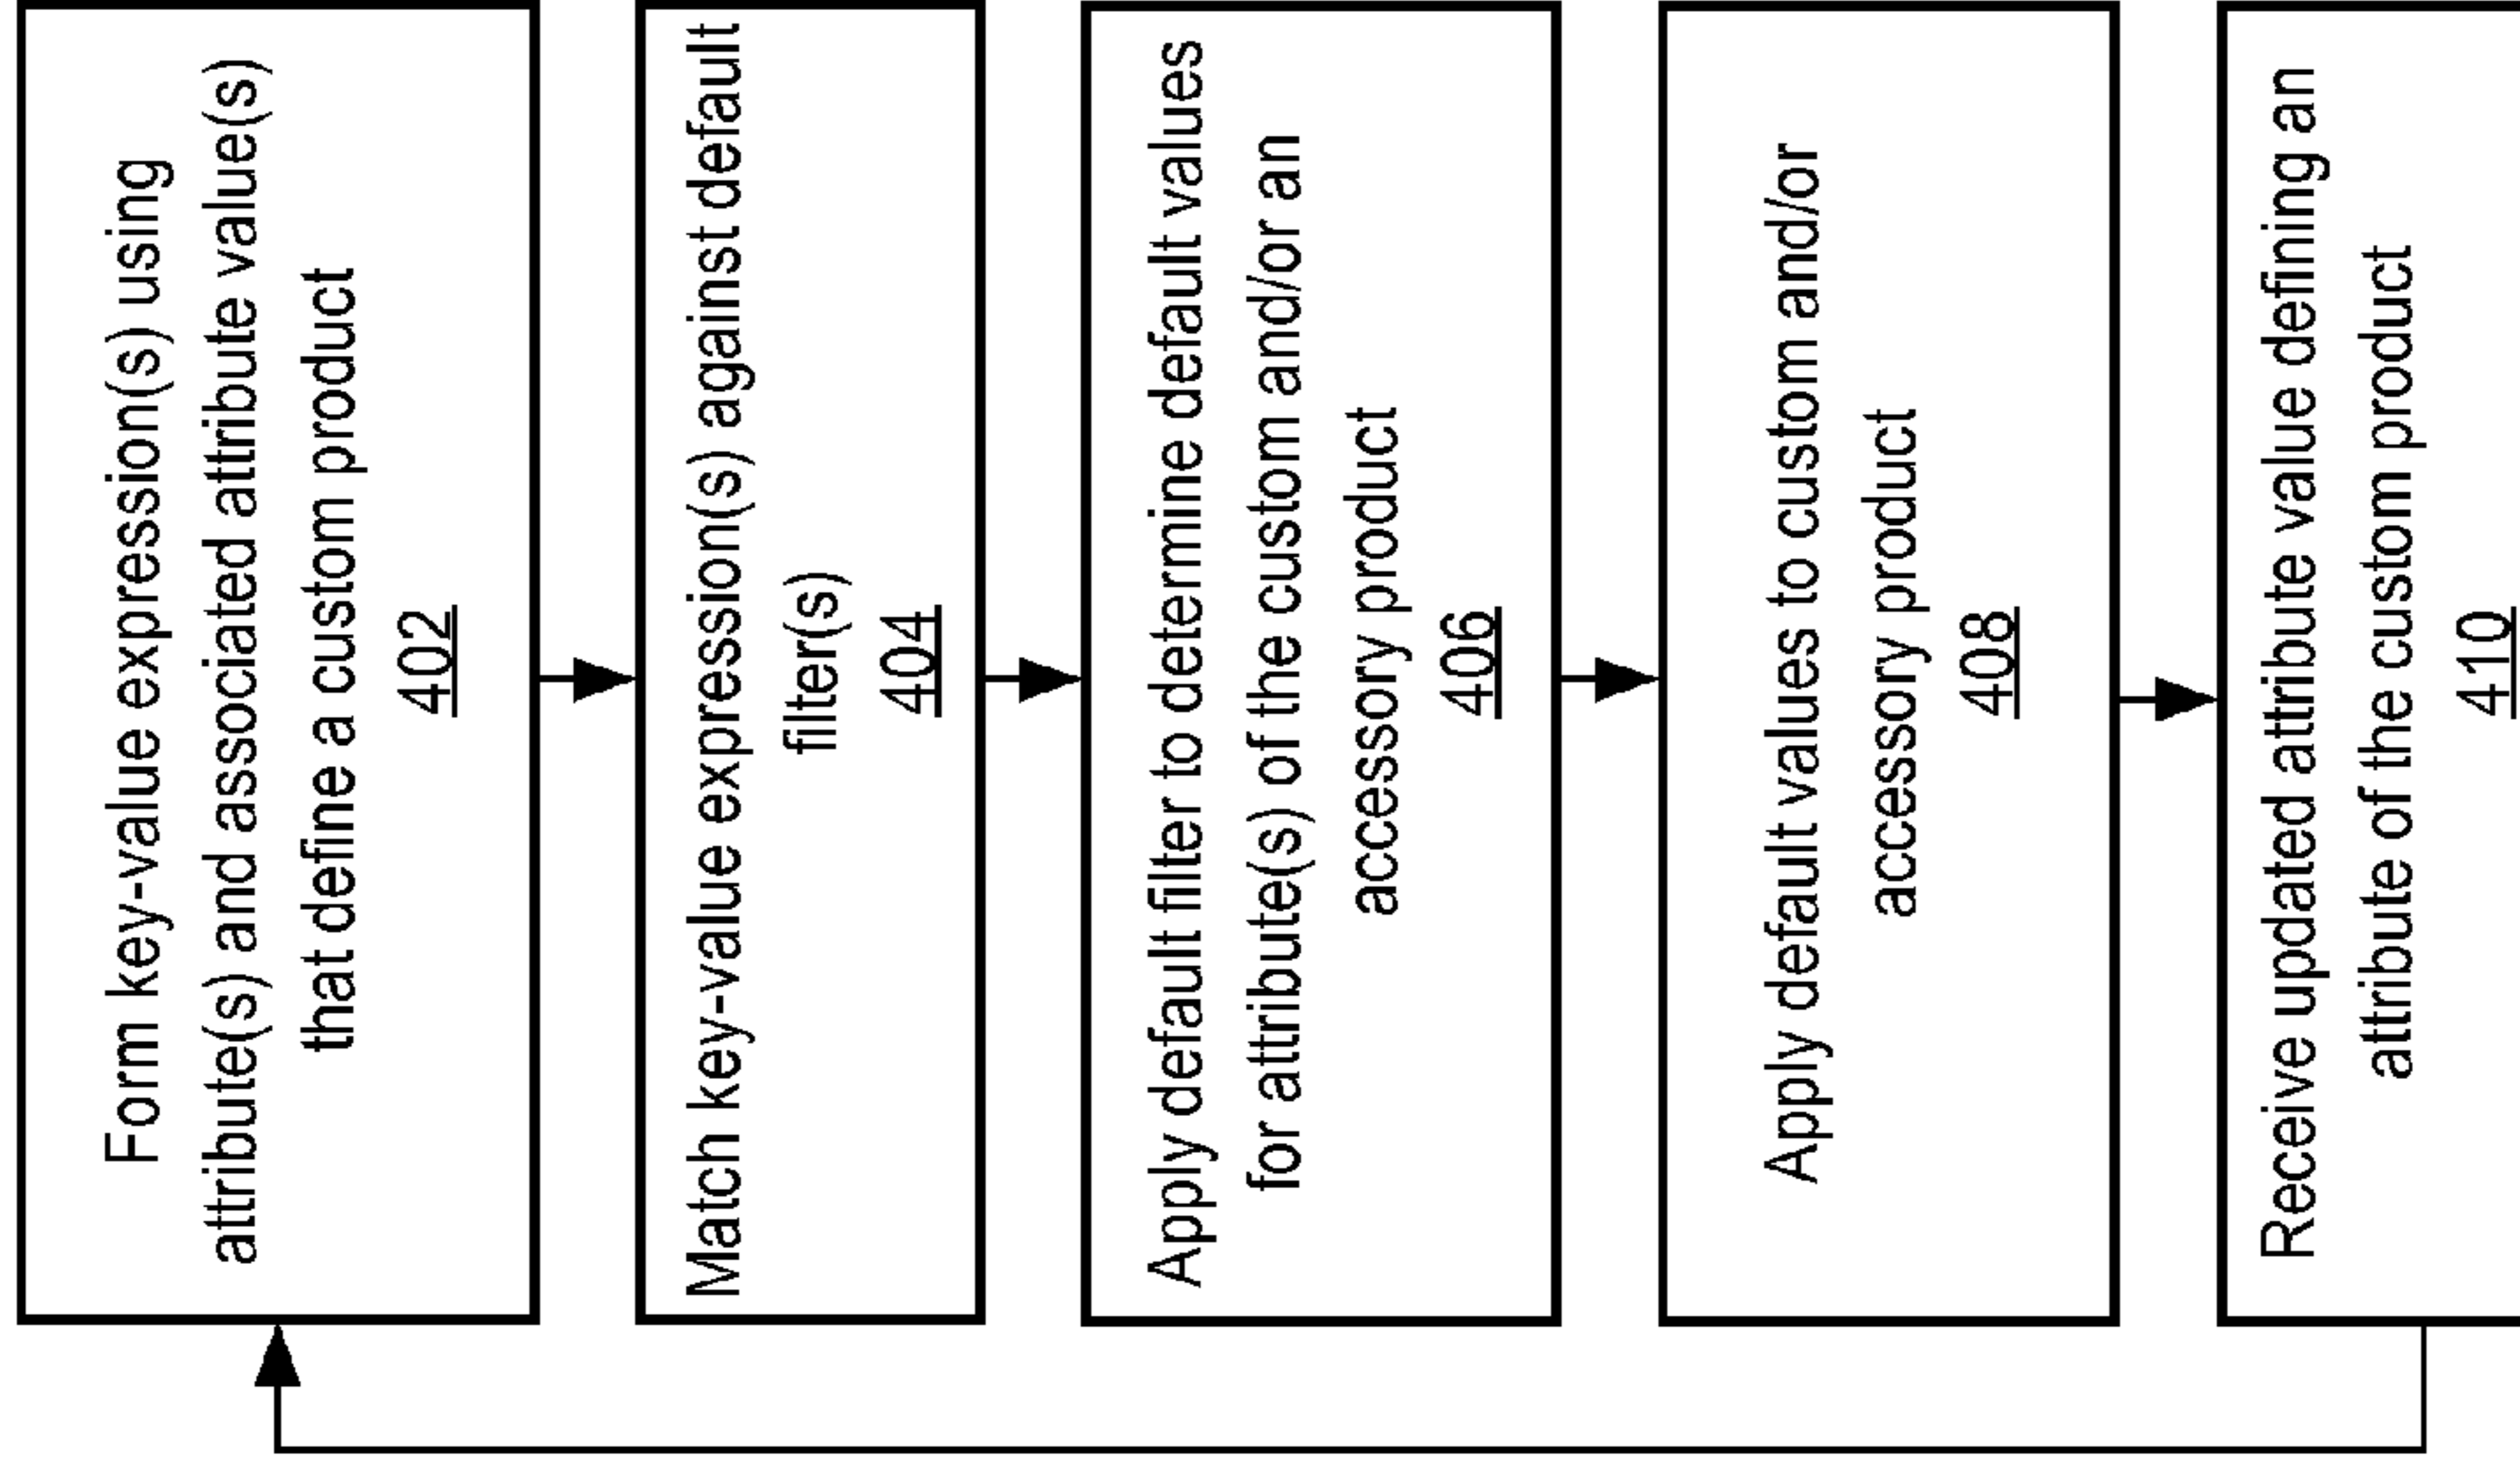 Form key-value expression(s) using
attribute(s) and associated attribute value(s)
that define a custom product
402
Match key-value expression(s) against default
filter(s)
404
Apply default filter to determine default values
for attribute(s) of the custom and/or an
accessory product
406
Apply default values to custom and/or
accessory product
408
Receive updated attribute value defining an
attribute of the custom product
410